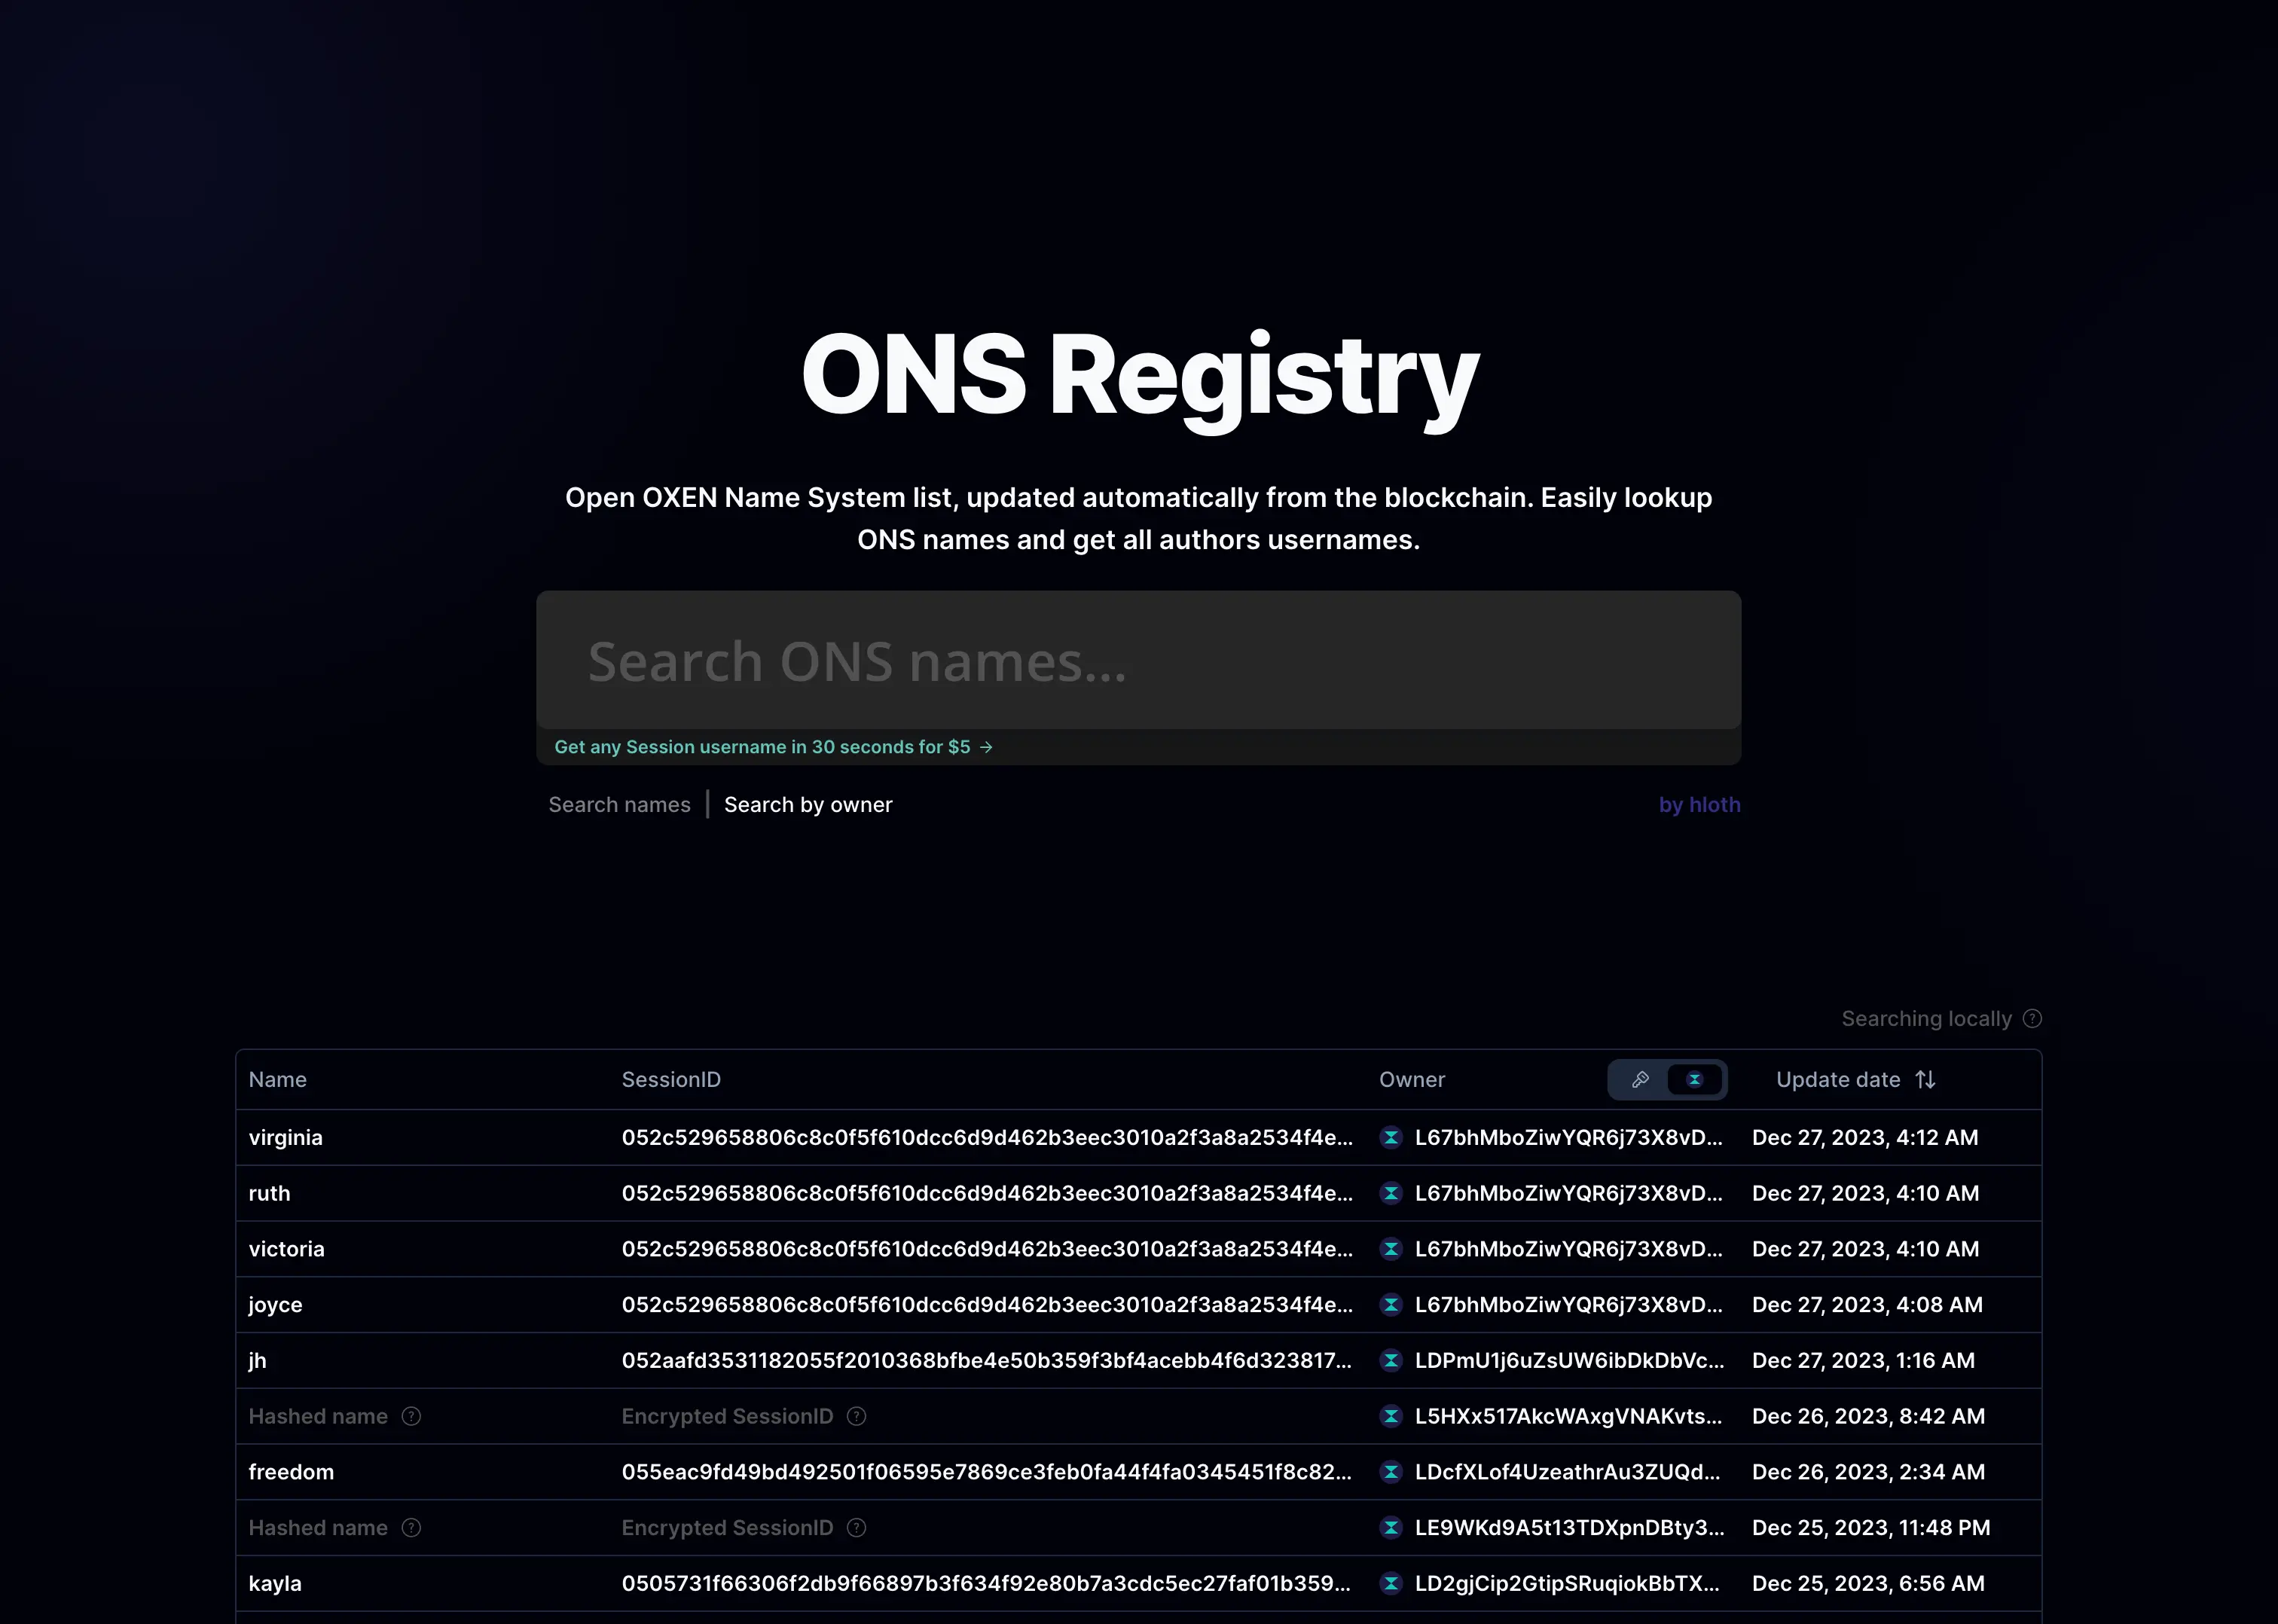 ONS Registry
Open OXEN Name System list, updated automatically from the blockchain. Easily lookup
ONS names and get all authors usernames.
Search ONS names...
Get any Session username in 30 seconds for $5 →
Search names | Search by owner by hloth
Searching locally ?
Name SessionID Owner Update date
virginia 052c529658806c8c0f5f610dcc6d9d462b3eec3010a2f3a8a2534f4e... L67bhMboZiwYQR6j73X8vD... Dec 27, 2023, 4:12 AM
ruth 052c529658806c8c0f5f610dcc6d9d462b3eec3010a2f3a8a2534f4e... L67bhMboZiwYQR6j73X8vD... Dec 27, 2023, 4:10 AM
victoria 052c529658806c8c0f5f610dcc6d9d462b3eec3010a2f3a8a2534f4e... L67bhMboZiwYQR6j73X8vD... Dec 27, 2023, 4:10 AM
joyce 052c529658806c8c0f5f610dcc6d9d462b3eec3010a2f3a8a2534f4e... L67bhMboZiwYQR6j73X8vD... Dec 27, 2023, 4:08 AM
jh 052aafd3531182055f2010368bfbe4e50b359f3bf4acebb4f6d323817... LDPmU1j6uZsUW6ibDkDbVc... Dec 27, 2023, 1:16 AM
Hashed name ? Encrypted SessionID ? L5HXx517AkcWAxgVNAKvts... Dec 26, 2023, 8:42 AM
freedom 055eac9fd49bd492501f06595e7869ce3feb0fa44f4fa0345451f8c82... LDcfXLof4UzeathrAu3ZUQd... Dec 26, 2023, 2:34 AM
Hashed name ? Encrypted SessionID ? LE9WKd9A5t13TDXpnDBty3... Dec 25, 2023, 11:48 PM
kayla 0505731f66306f2db9f66897b3f634f92e80b7a3cdc5ec27faf01b359... LD2gjCip2GtipSRuqiokBbTX... Dec 25, 2023, 6:56 AM